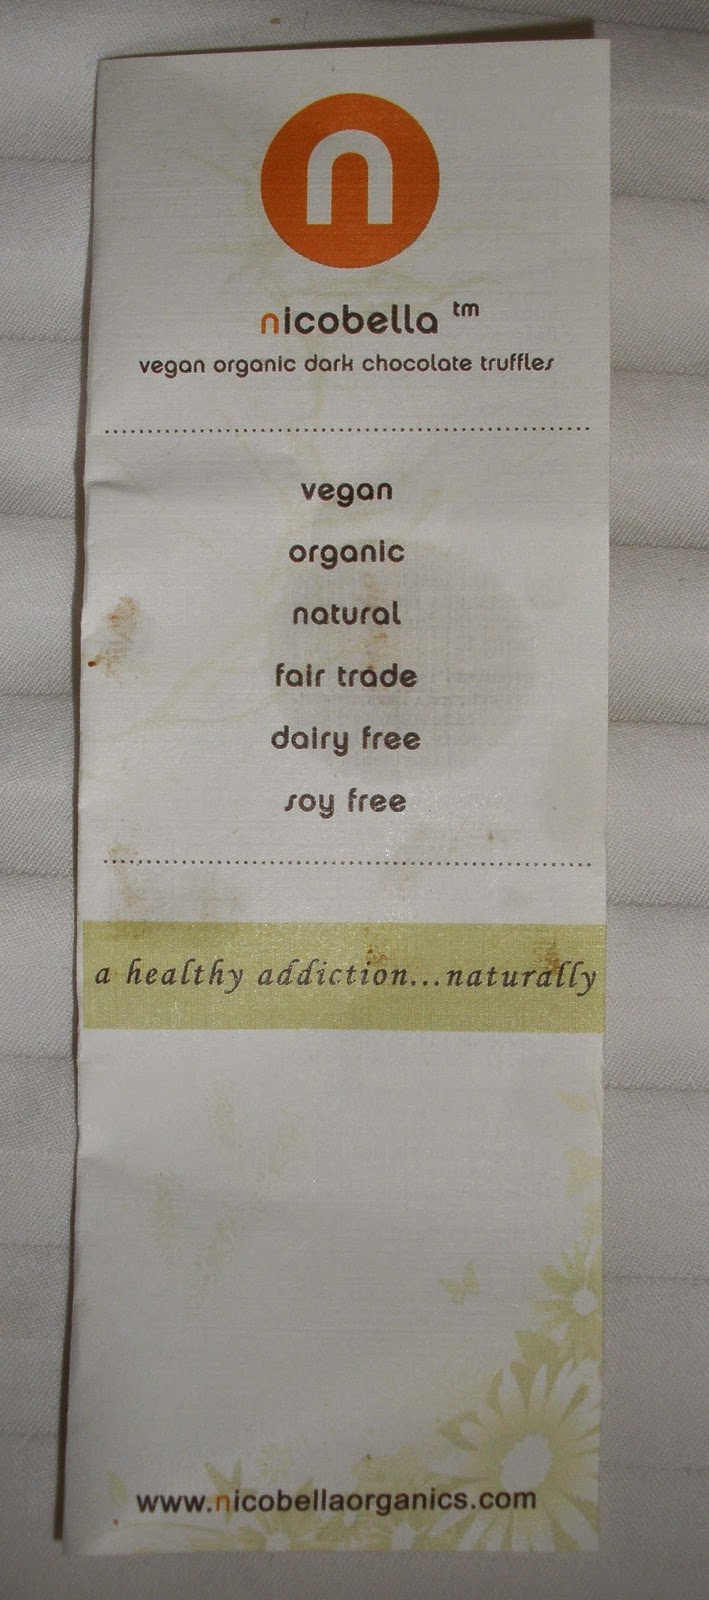 n
nicobella ™
vegan organic dark chocolate truffles
vegan
organic
natural
fair trade
dairy free
soy free
a healthy addiction...naturally
www.nicobellaorganics.com